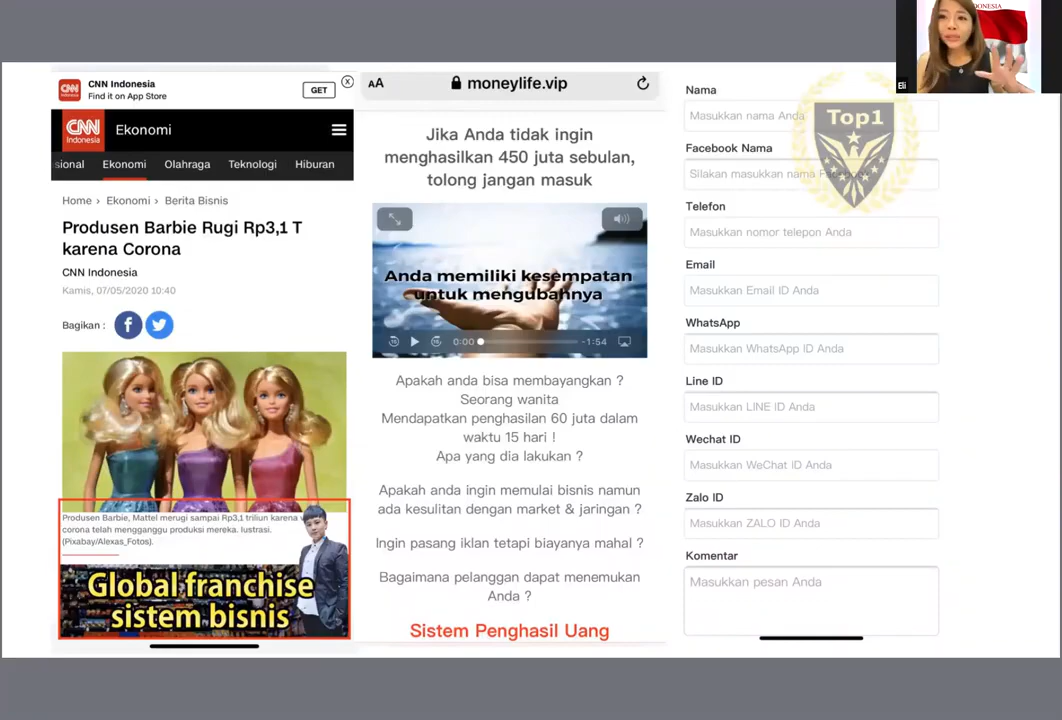 CNN Indonesia
Find it on App Store
GET
CNN
Indonesia
Ekonomi
sional Ekonomi Olahraga Teknologi Hiburan
Home › Ekonomi › Berita Bisnis
Produsen Barbie Rugi Rp3,1 T
karena Corona
CNN Indonesia
Kamis, 07/05/2020 10:40
Bagikan :
Produsen Barbie, Mattel merugi sampai Rp3,1 triliun karena
corona telah mengganggu produksi mereka. Ilustrasi.
(Pixabay/Alexas_Fotos).
Global franchise
sistem bisnis
AA moneylife.vip
Jika Anda tidak ingin
menghasilkan 450 juta sebulan,
tolong jangan masuk
Anda memiliki kesempatan
untuk mengubahnya
0:00 -1:54
Apakah anda bisa membayangkan ?
Seorang wanita
Mendapatkan penghasilan 60 juta dalam
waktu 15 hari !
Apa yang dia lakukan ?
Apakah anda ingin memulai bisnis namun
ada kesulitan dengan market & jaringan ?
Ingin pasang iklan tetapi biayanya mahal ?
Bagaimana pelanggan dapat menemukan
Anda ?
Sistem Penghasil Uang
Nama
Masukkan nama Anda
Facebook Nama
Silakan masukkan nama
Telefon
Masukkan nomor telepon Anda
Email
Masukkan Email ID Anda
WhatsApp
Masukkan WhatsApp ID Anda
Line ID
Masukkan LINE ID Anda
Wechat ID
Masukkan WeChat ID Anda
Zalo ID
Masukkan ZALO ID Anda
Komentar
Masukkan pesan Anda
Top1
Eli